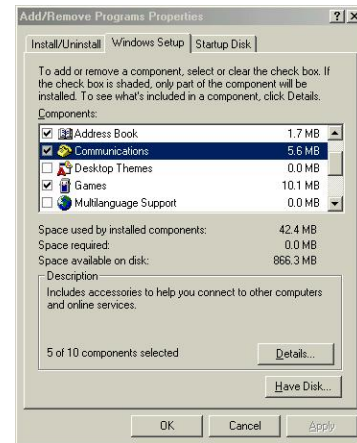 Add/Remove Programs Properties
Install/Uninstall Windows Setup Startup Disk
To add or remove a component, select or clear the check box. If
the check box is shaded, only part of the component will be
installed. To see what's included in a component, click Details.
Components:
Address Book 1.7 MB
Communications 5.6 MB
Desktop Themes 0.0 MB
Games 10.1 MB
Multilanguage Support 0.0 MB
Space used by installed components: 42.4 MB
Space required: 0.0 MB
Space available on disk: 866.3 MB
Description
Includes accessories to help you connect to other computers
and online services.
5 of 10 components selected Details...
Have Disk...
OK Cancel Apply